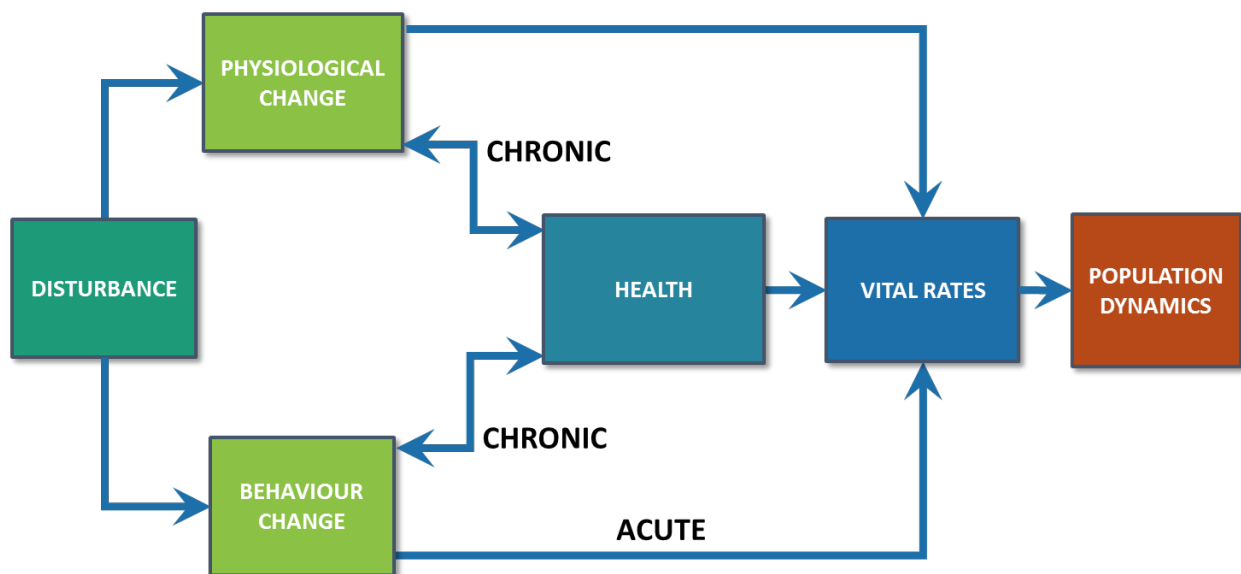 PHYSIOLOGICAL
CHANGE
CHRONIC
DISTURBANCE
HEALTH
VITAL RATES
POPULATION
DYNAMICS
CHRONIC
BEHAVIOUR
CHANGE
ACUTE